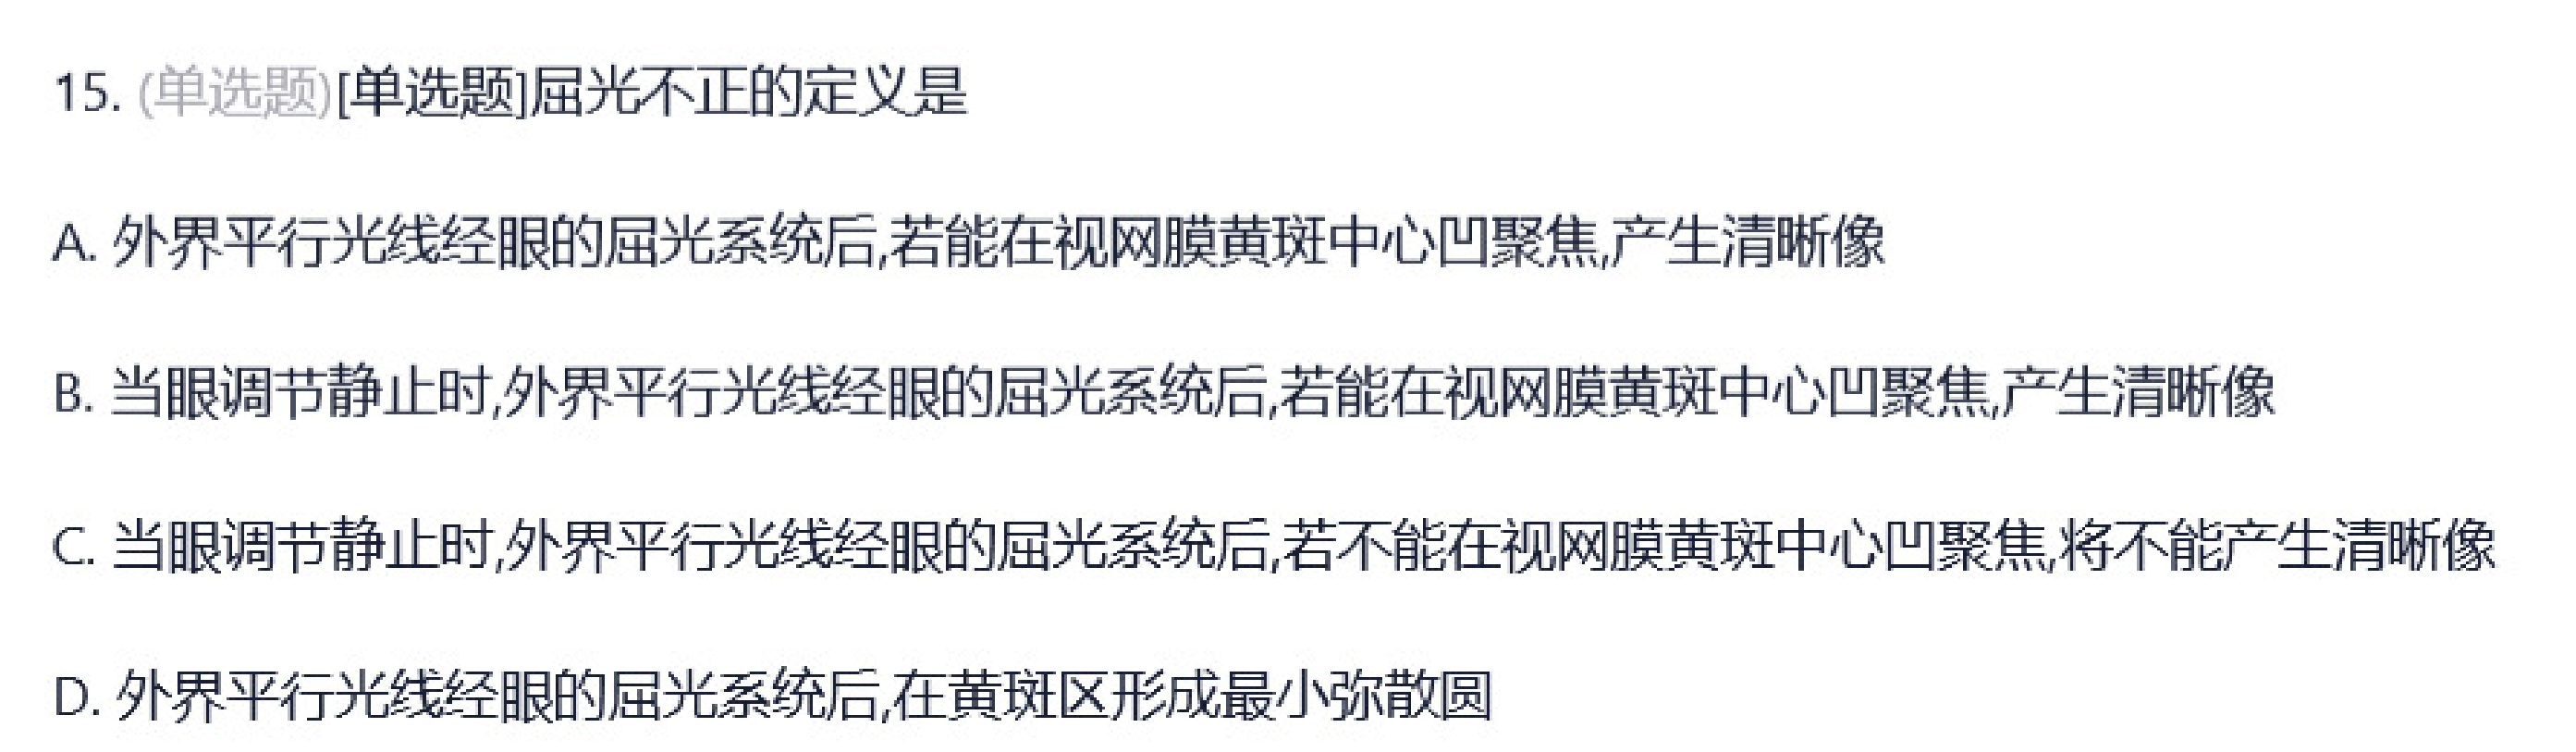 15. (单选题)[单选题]屈光不正的定义是
A. 外界平行光线经眼的屈光系统后,若能在视网膜黄斑中心凹聚焦,产生清晰像
B. 当眼调节静止时,外界平行光线经眼的屈光系统后,若能在视网膜黄斑中心凹聚焦,产生清晰像
C. 当眼调节静止时,外界平行光线经眼的屈光系统后,若不能在视网膜黄斑中心凹聚焦,将不能产生清晰像
D. 外界平行光线经眼的屈光系统后,在黄斑区形成最小弥散圆